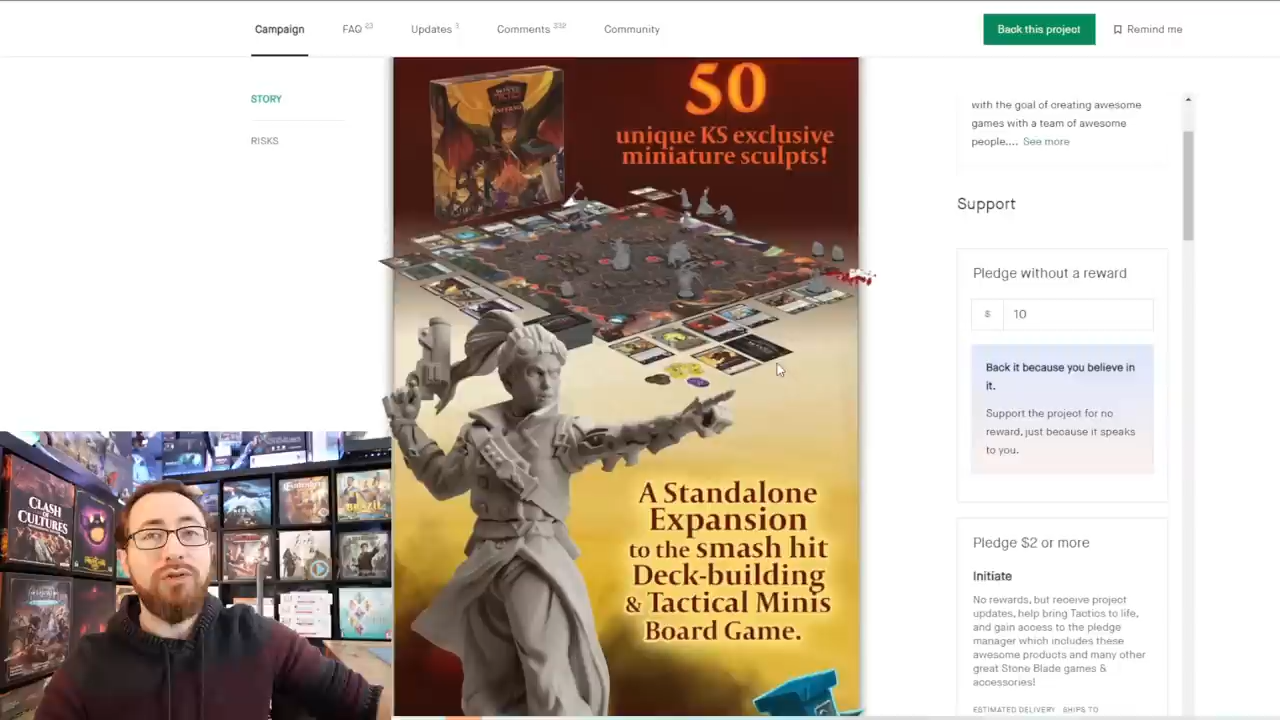 Campaign
FAQ 23
Updates 3
Comments 332
Community
Back this project
Remind me
STORY
RISKS
50
unique KS exclusive
miniature sculpts!
A Standalone
Expansion
to the smash hit
Deck-building
& Tactical Minis
Board Game.
with the goal of creating awesome
games with a team of awesome
people.... See more
Support
Pledge without a reward
$ 10
Back it because you believe in
it.
Support the project for no
reward, just because it speaks
to you.
Pledge $2 or more
Initiate
No rewards, but receive project
updates, help bring Tactics to life,
and gain access to the pledge
manager which includes these
awesome products and many other
great Stone Blade games &
accessories!
ESTIMATED DELIVERY SHIPS TO
CLASH
OF
CULTURES
BRAZIL